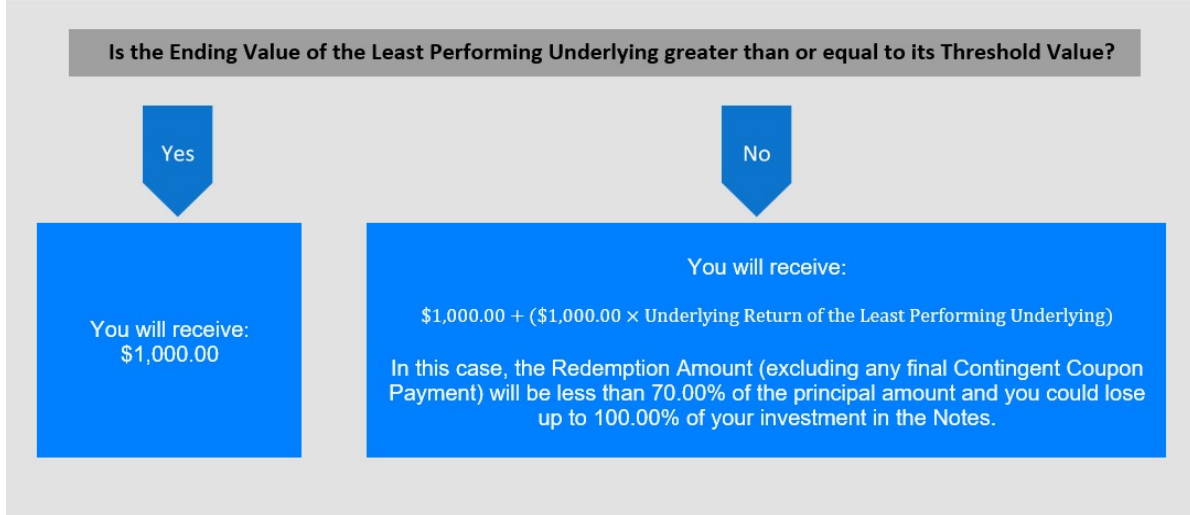 Is the Ending Value of the Least Performing Underlying greater than or equal to its Threshold Value?
Yes
No
You will receive:
$1,000.00
You will receive:
$1,000.00 + ($1,000.00 × Underlying Return of the Least Performing Underlying)
In this case, the Redemption Amount (excluding any final Contingent Coupon
Payment) will be less than 70.00% of the principal amount and you could lose
up to 100.00% of your investment in the Notes.